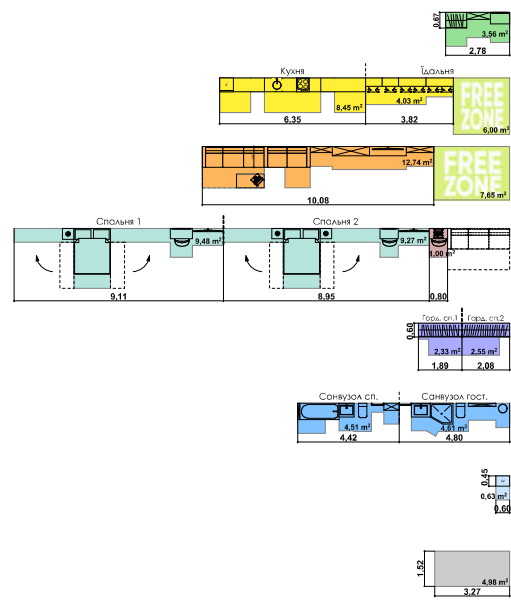 0,67
3,56 m²
2,78
Кухня
Їдальня
8,45 m²
4,03 m²
6,35
3,82
FREE
ZONE
6,00 m²
12,74 m²
10,08
FREE
ZONE
7,65 m²
Спальня 1
Спальня 2
9,48 m²
9,27 m²
1,00 m²
9,11
8,95
0,80
Гард. сп.1
Гард. сп.2
0,60
2,33 m²
2,55 m²
1,89
2,08
Санвузол сп.
Санвузол гост.
4,51 m²
4,61 m²
4,42
4,80
0,45
0,63 m²
0,60
1,52
4,98 m²
3,27